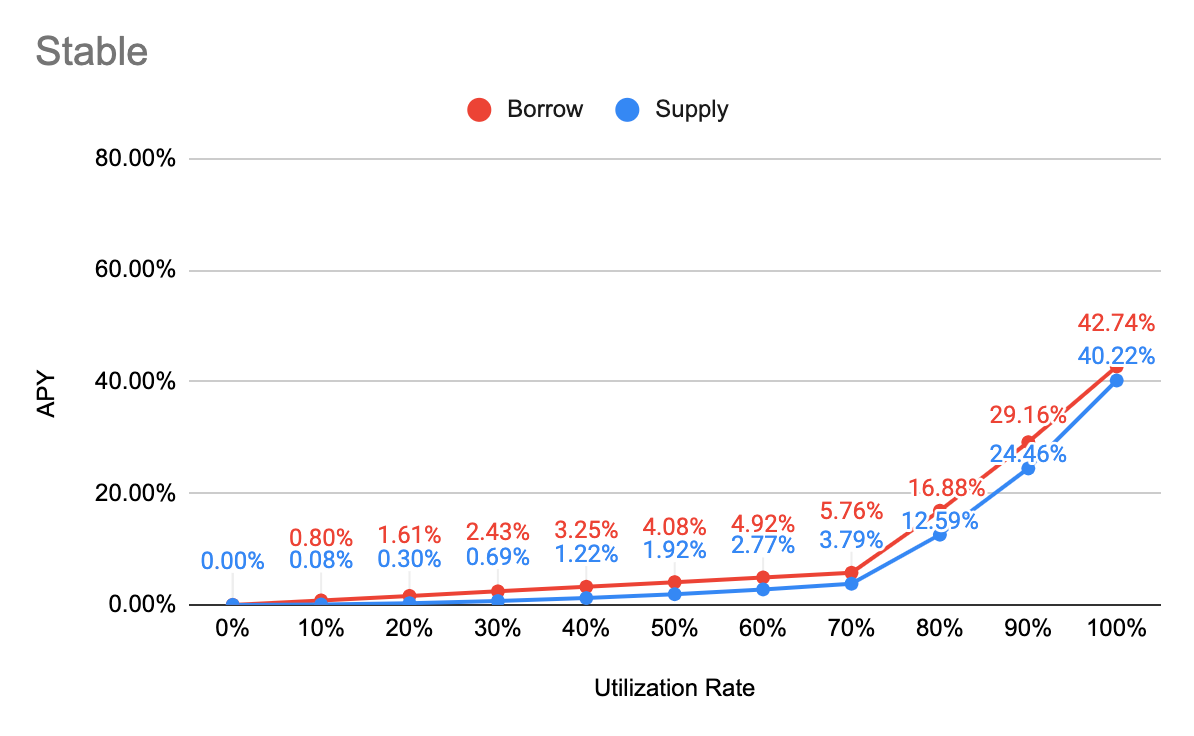 Stable
Borrow Supply
80.00%
60.00%
40.00%
20.00%
0.00%
APY
42.74%
40.22%
29.16%
24.46%
16.88%
12.59%
0.80% 1.61% 2.43% 3.25% 4.08% 4.92% 5.76%
0.00% 0.08% 0.30% 0.69% 1.22% 1.92% 2.77% 3.79%
0% 10% 20% 30% 40% 50% 60% 70% 80% 90% 100%
Utilization Rate